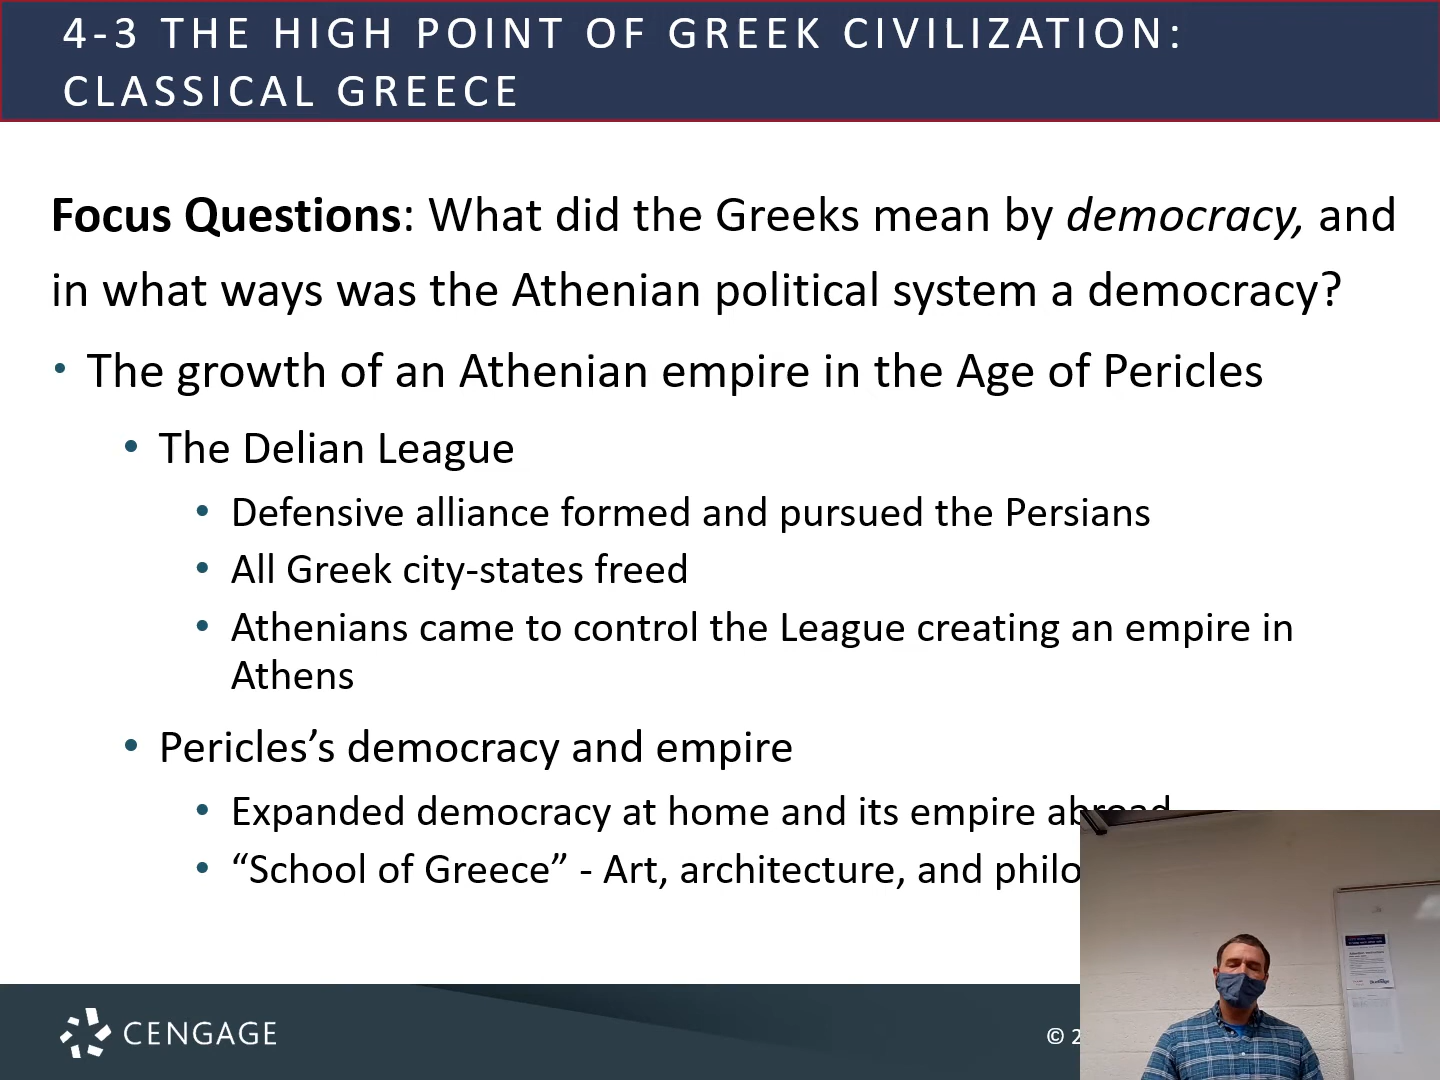 4-3 THE HIGH POINT OF GREEK CIVILIZATION:
CLASSICAL GREECE
Focus Questions: What did the Greeks mean by democracy, and
in what ways was the Athenian political system a democracy?
• The growth of an Athenian empire in the Age of Pericles
• The Delian League
• Defensive alliance formed and pursued the Persians
• All Greek city-states freed
• Athenians came to control the League creating an empire in
Athens
• Pericles’s democracy and empire
• Expanded democracy at home and its empire abroad
• “School of Greece” - Art, architecture, and philo
CENGAGE
© 2